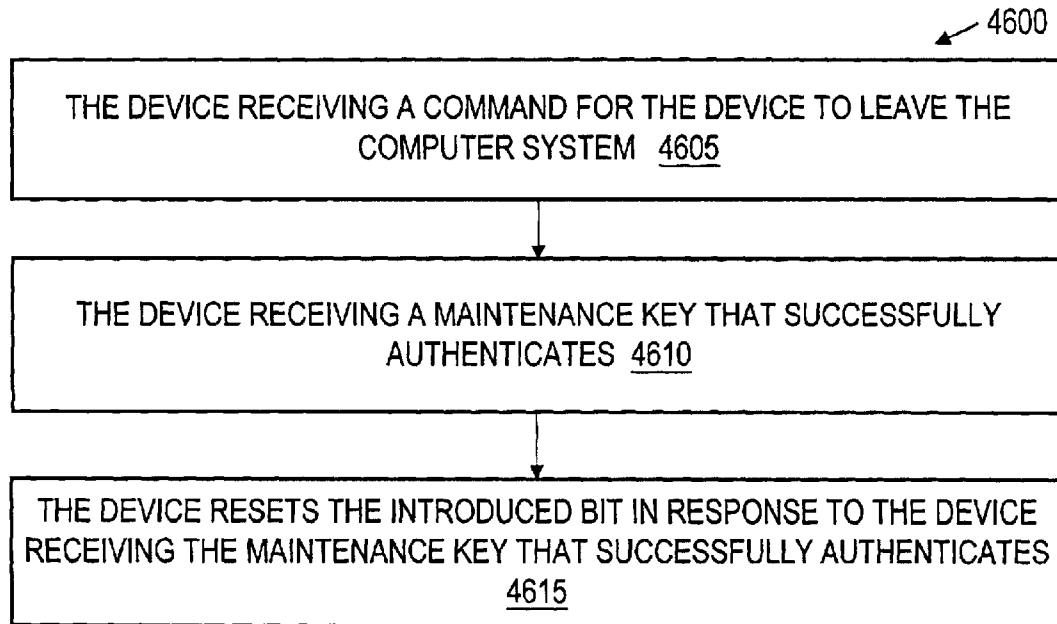 4600
THE DEVICE RECEIVING A COMMAND FOR THE DEVICE TO LEAVE THE
COMPUTER SYSTEM 4605
THE DEVICE RECEIVING A MAINTENANCE KEY THAT SUCCESSFULLY
AUTHENTICATES 4610
THE DEVICE RESETS THE INTRODUCED BIT IN RESPONSE TO THE DEVICE
RECEIVING THE MAINTENANCE KEY THAT SUCCESSFULLY AUTHENTICATES
4615